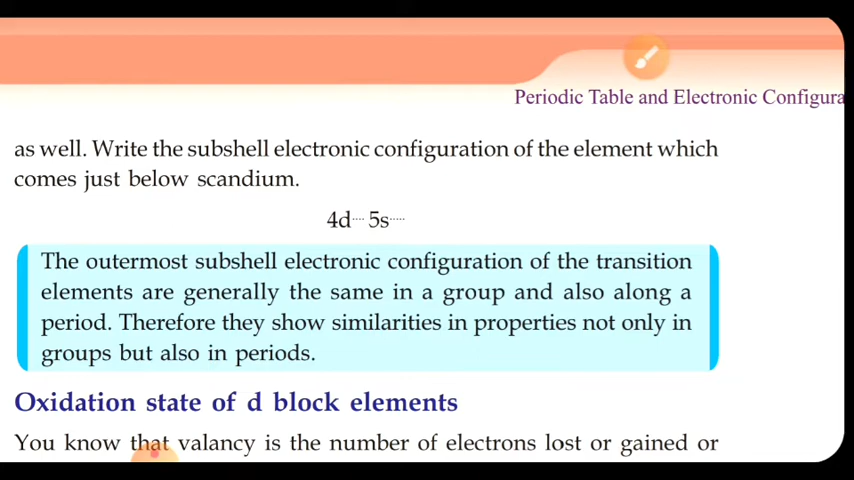 Periodic Table and Electronic Configura
as well. Write the subshell electronic configuration of the element which
comes just below scandium.
4d.... 5s.....
The outermost subshell electronic configuration of the transition
elements are generally the same in a group and also along a
period. Therefore they show similarities in properties not only in
groups but also in periods.
Oxidation state of d block elements
You know that valancy is the number of electrons lost or gained or